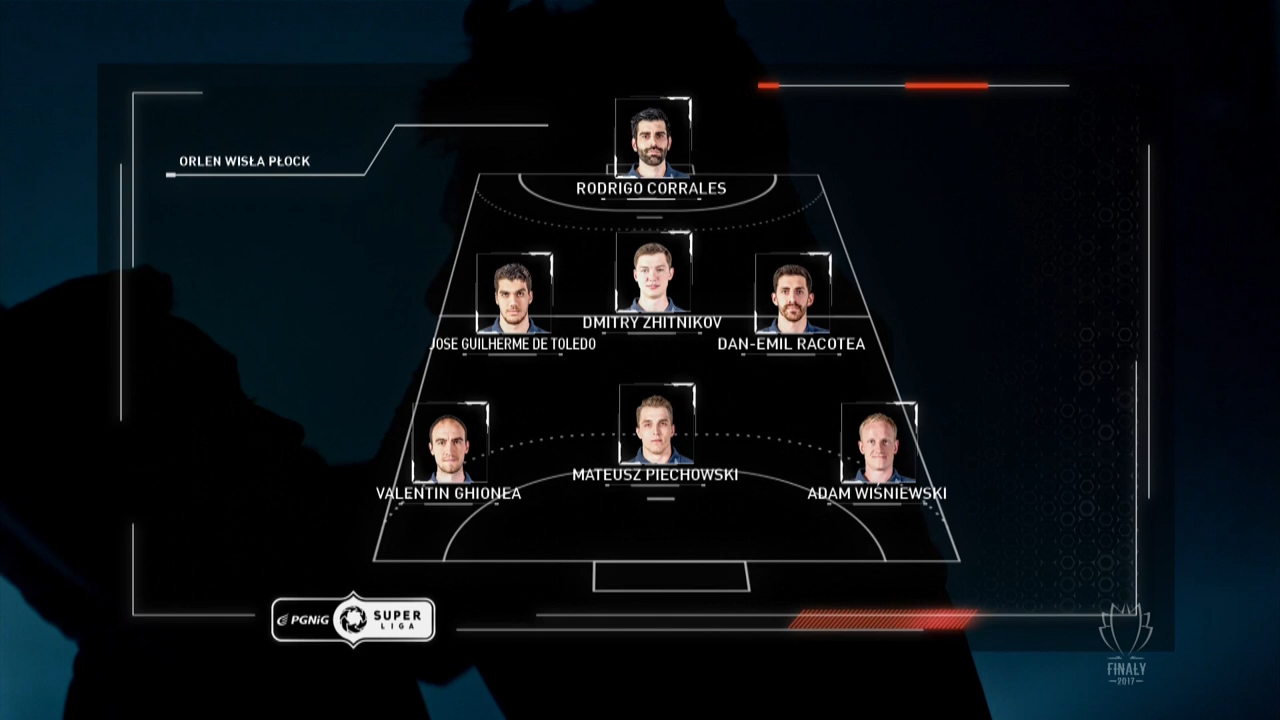 ORLEN WISŁA PŁOCK
RODRIGO CORRALES
DMITRY ZHITNIKOV
JOSE GUILHERME DE TOLEDO
DAN-EMIL RACOTEA
MATEUSZ PIECHOWSKI
VALENTIN GHIONEA
ADAM WIŚNIEWSKI
PGNiG
SUPER
LIGA
FINAŁY
2017